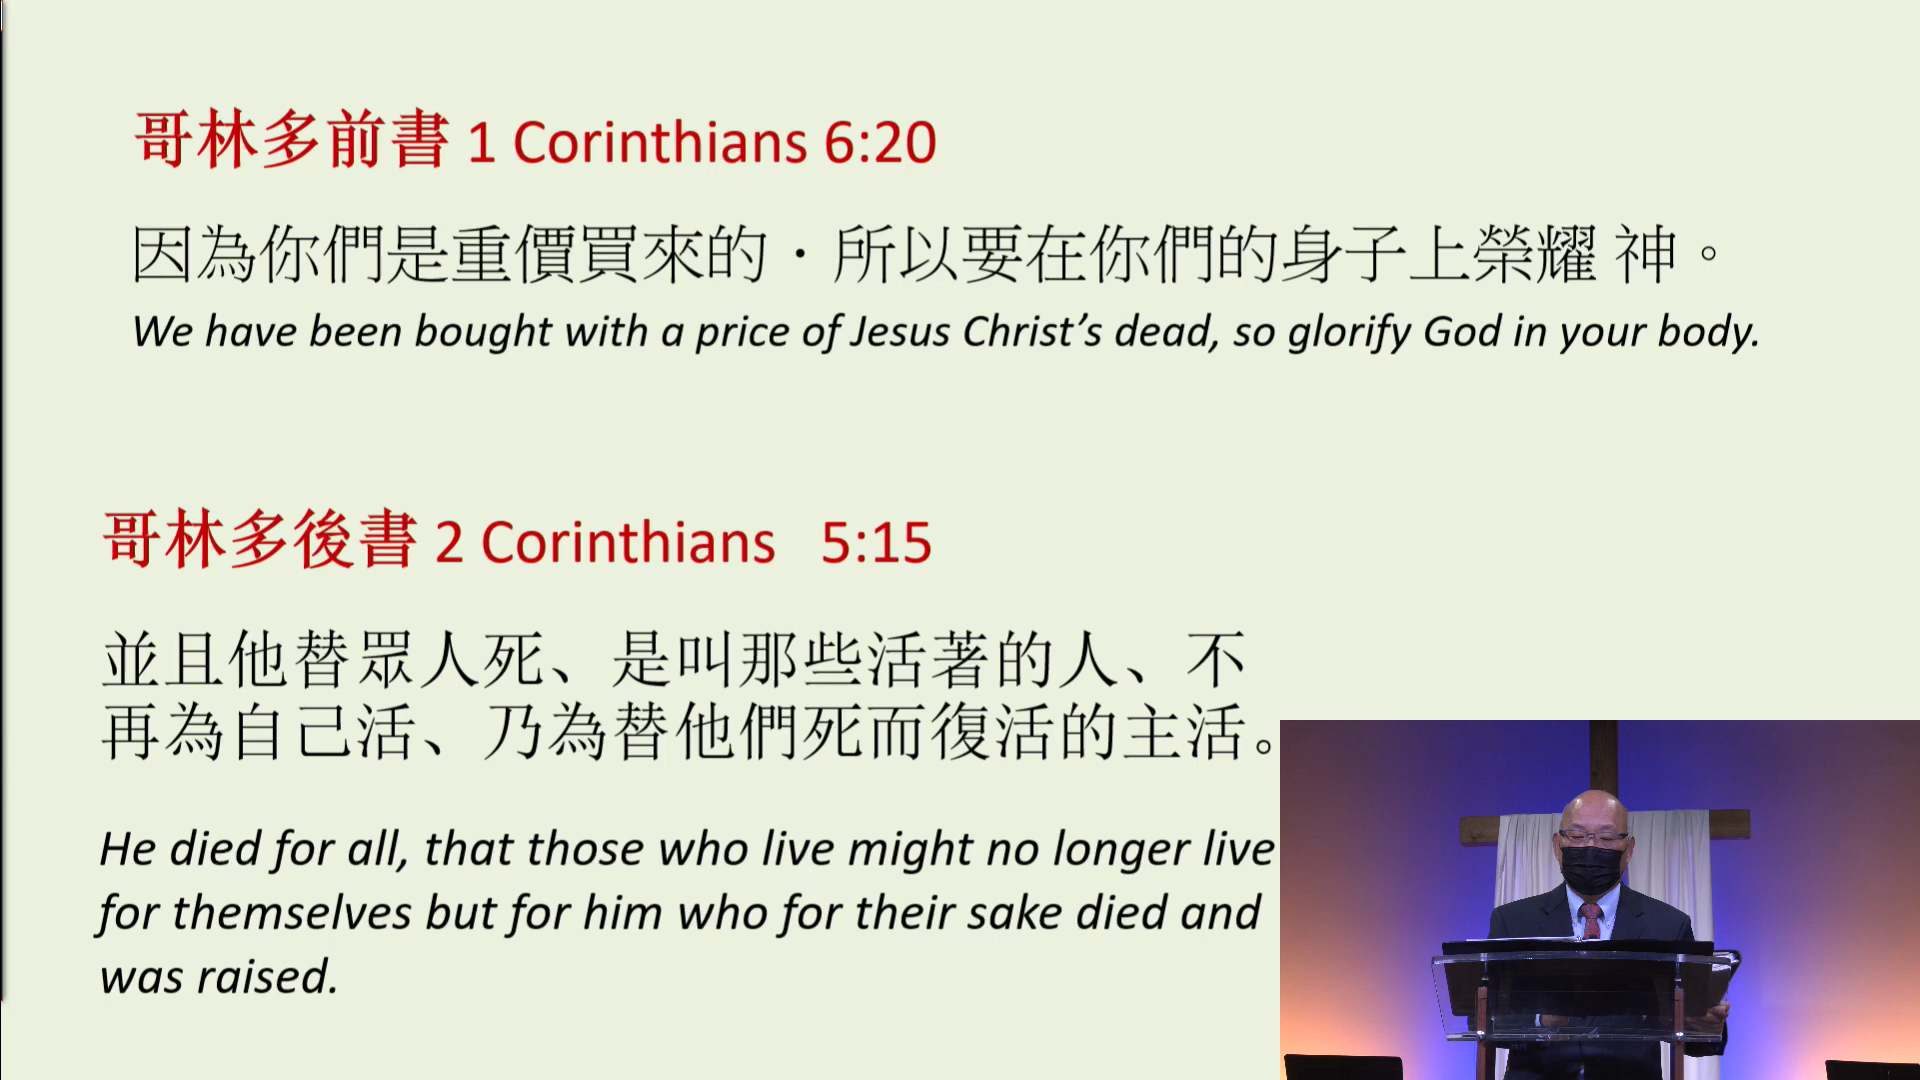 哥林多前書 1 Corinthians 6:20
因為你們是重價買來的．所以要在你們的身子上榮耀 神。
We have been bought with a price of Jesus Christ’s dead, so glorify God in your body.
哥林多後書 2 Corinthians 5:15
並且他替眾人死、是叫那些活著的人、不
再為自己活、乃為替他們死而復活的主活。
He died for all, that those who live might no longer live
for themselves but for him who for their sake died and
was raised.